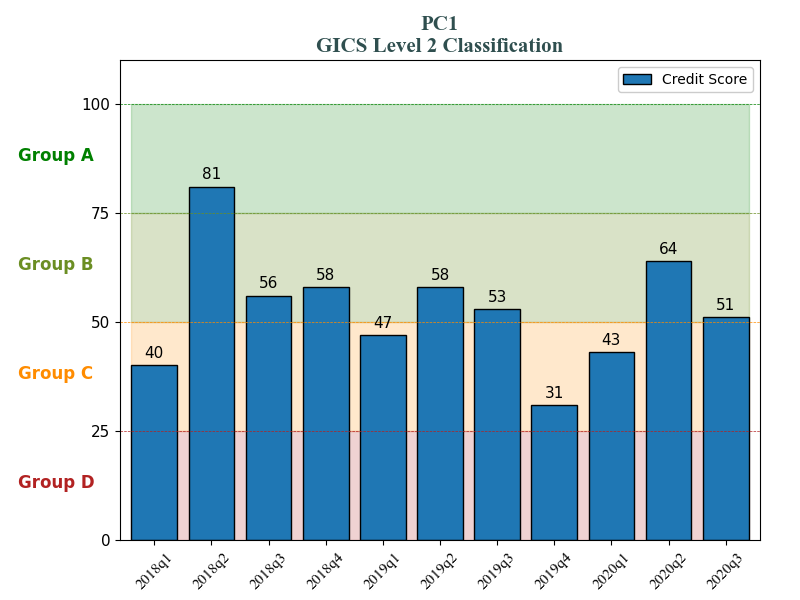 PC1
GICS Level 2 Classification
Credit Score
100
Group A
81
75
Group B
64
58
58
56
53
51
50
47
43
40
Group C
31
25
Group D
0
2018q1 2018q2 2018q3 2018q4 2019q1 2019q2 2019q3 2019q4 2020q1 2020q2 2020q3